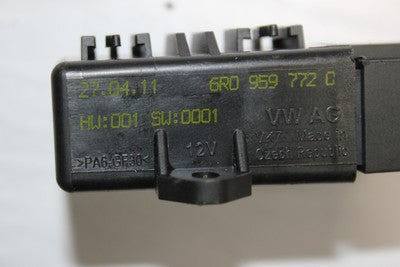 27.04.11 6R0 959 772 C
HW:001 SW:0001 VW AG
12V VZ7 Made in
>PA6-GF30< Czech Republic